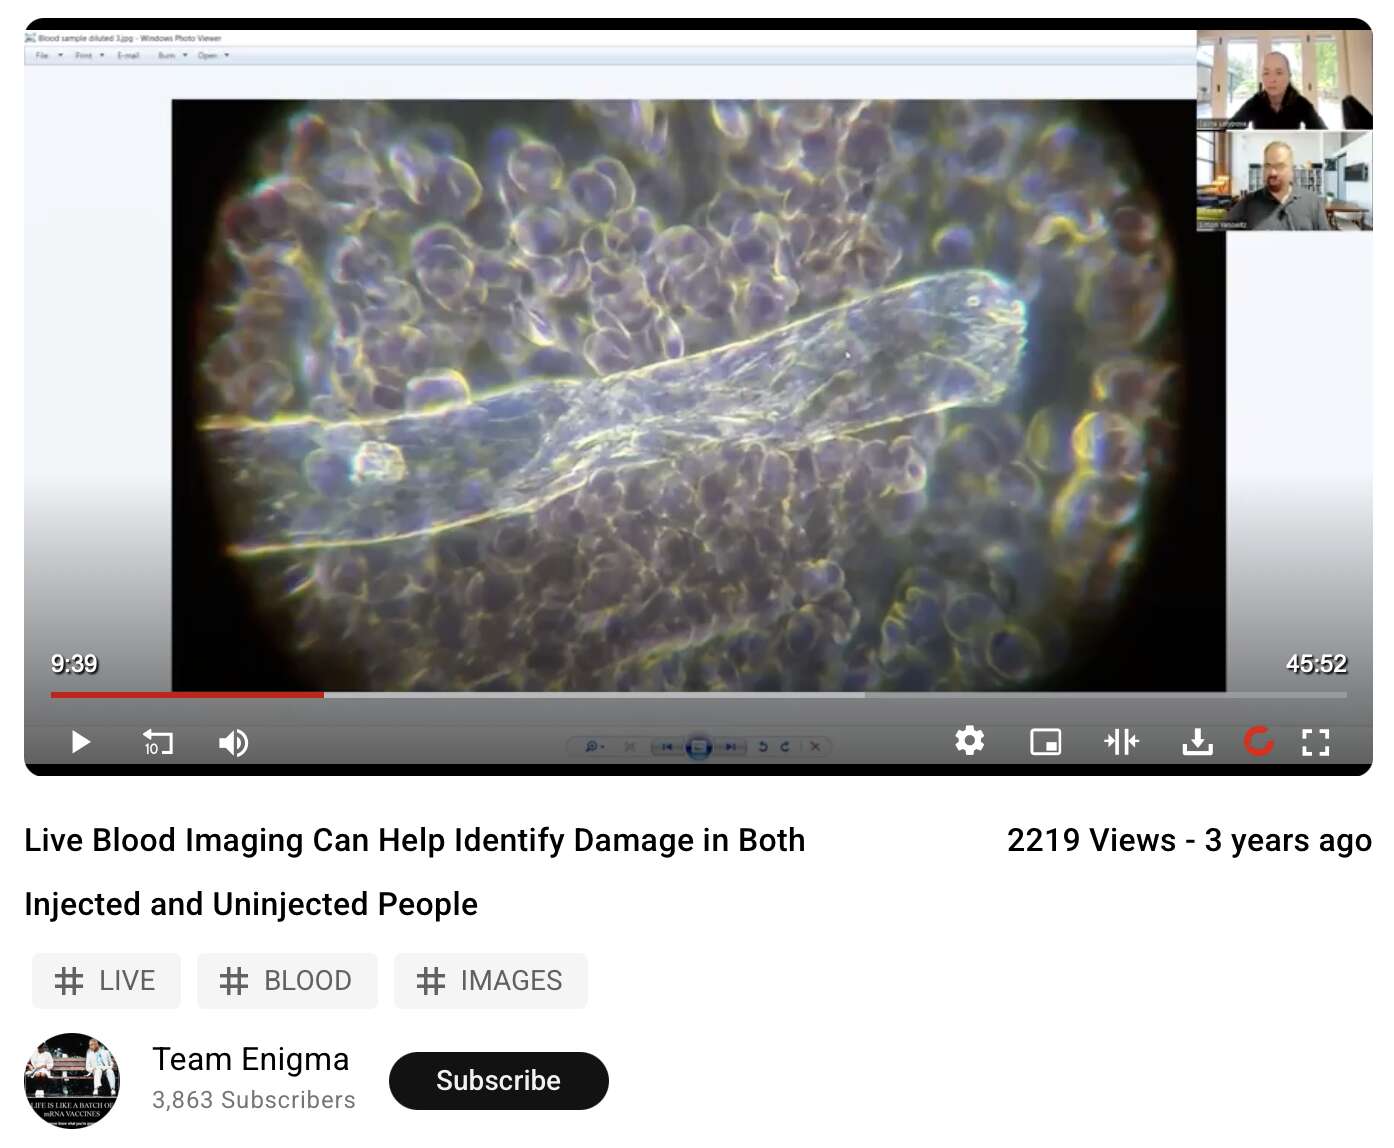 Blood sample diluted 3.jpg - Windows Photo Viewer
File Print E-mail Burn Open
9:39
45:52
10
Live Blood Imaging Can Help Identify Damage in Both
Injected and Uninjected People
2219 Views - 3 years ago
# LIVE # BLOOD # IMAGES
Team Enigma
3,863 Subscribers
Subscribe
LIFE IS LIKE A BATCH OF
mRNA VACCINES